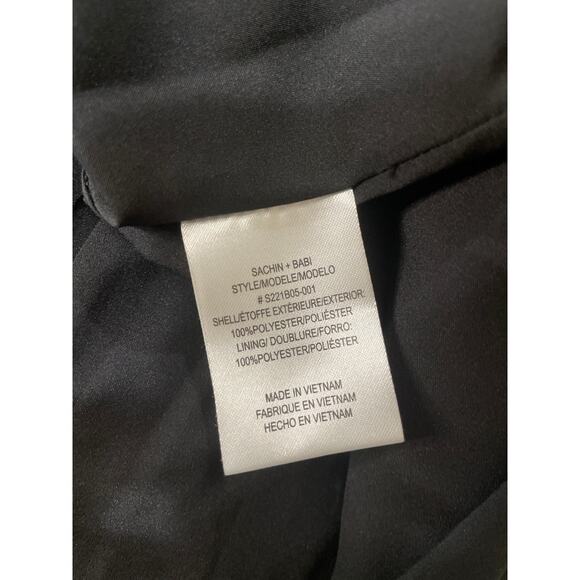 SACHIN + BABI
STYLE/MODELE/MODELO
# S221B05-001
SHELL/ÉTOFFE EXTÉRIEURE/EXTERIOR:
100%POLYESTER/POLIÉSTER
LINING/ DOUBLURE/FORRO:
100%POLYESTER/POLIÉSTER
MADE IN VIETNAM
FABRIQUE EN VIETNAM
HECHO EN VIETNAM